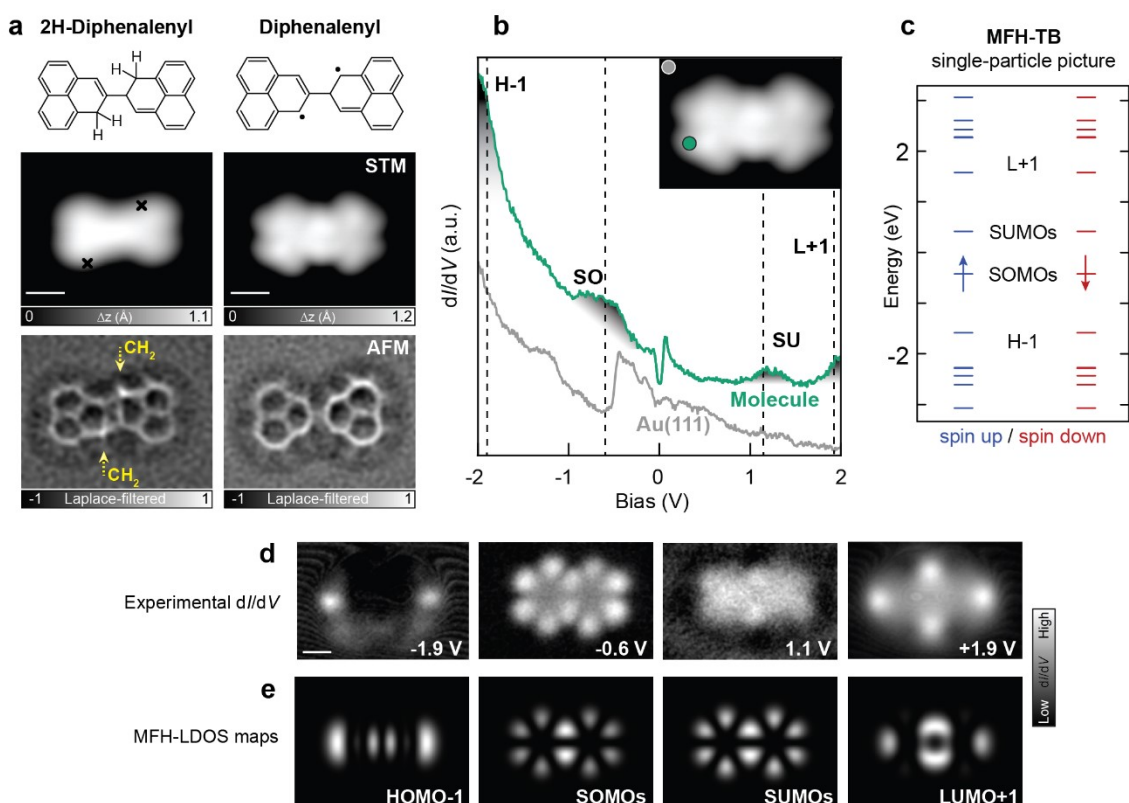 a
2H-Diphenalenyl
Diphenalenyl
H
H
H
H
STM
0 Δz (Å) 1.1
0 Δz (Å) 1.2
CH2
AFM
CH2
-1 Laplace-filtered 1
-1 Laplace-filtered 1
b
H-1
L+1
SO
SU
Molecule
Au(111)
dI/dV (a.u.)
-2 -1 0 1 2
Bias (V)
c
MFH-TB
single-particle picture
2
L+1
SUMOs
SOMOs
H-1
-2
Energy (eV)
spin up / spin down
d
Experimental dI/dV
-1.9 V
-0.6 V
1.1 V
+1.9 V
e
MFH-LDOS maps
HOMO-1
SOMOs
SUMOs
LUMO+1
Low dI/dV High